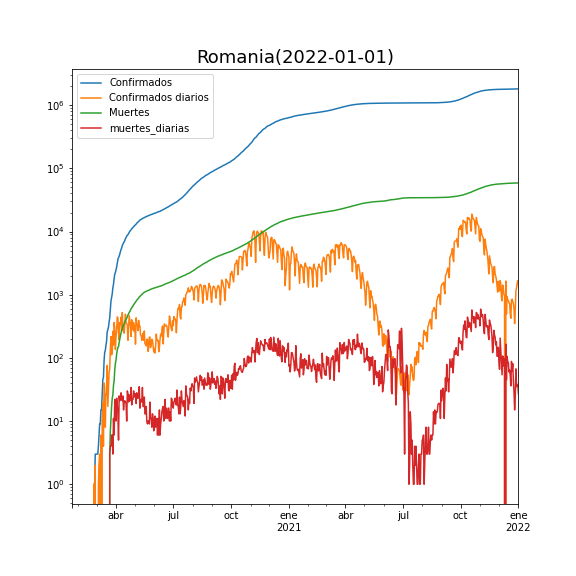 Romania(2022-01-01)
Confirmados
Confirmados diarios
Muertes
muertes_diarias
10^6
10^5
10^4
10^3
10^2
10^1
10^0
abr jul oct ene abr jul oct ene
2021 2022